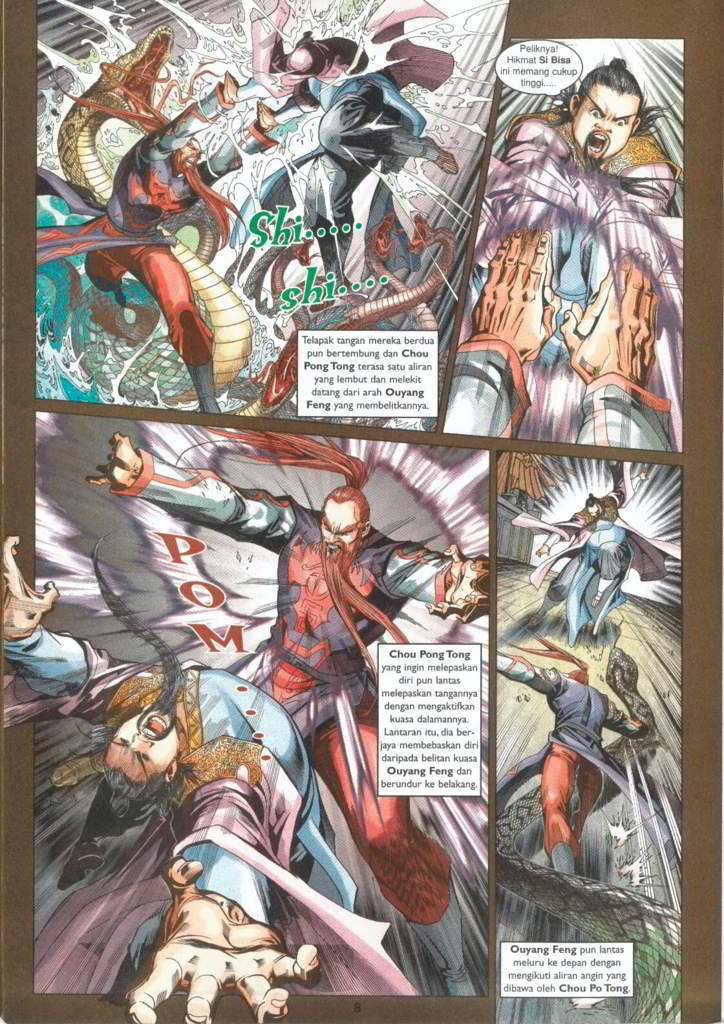 Shi.....
shi....
Telapak tangan mereka berdua
pun bertembung dan Chou
Pong Tong terasa satu aliran
yang lembut dan melekit
datang dari arah Ouyang
Feng yang membelitkannya.
Peliknya!
Hikmat Si Bisa
ini memang cukup
tinggi.....
POM.....
Chou Pong Tong
yang ingin melepaskan
diri pun lantas
melepaskan tangannya
dengan mengaktifkan
kuasa dalamannya.
Lantaran itu, dia ber-
jaya membebaskan diri
daripada belitan kuasa
Ouyang Feng dan
berundur ke belakang.
Ouyang Feng pun lantas
meluru ke depan dengan
mengikuti aliran angin yang
dibawa oleh Chou Po Tong.
8